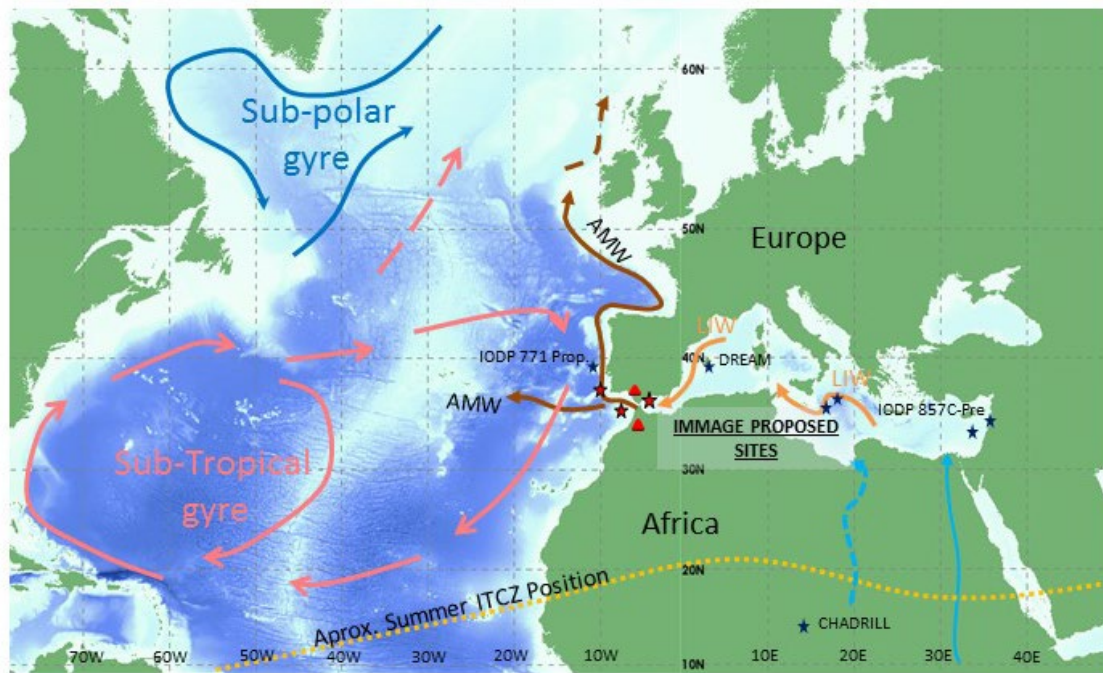 60N
Sub-polar
gyre
50N
AMW
Europe
LIW
40N
IODP 771 Prop.
DREAM
LIW
AMW
IODP 857C-Pre
IMMAGE PROPOSED
SITES
30N
Sub-Tropical
gyre
Africa
20N
Aprox. Summer ITCZ Position
CHADRILL
70W 60W 50W 40W 30W 20W 10W 10E 20E 30E 40E
10N